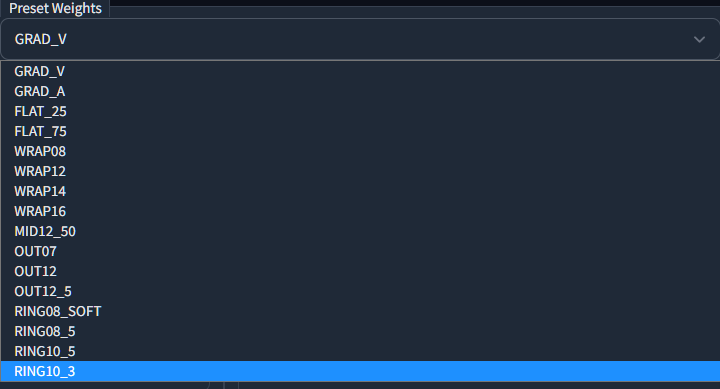 Preset Weights
GRAD_V
GRAD_V
GRAD_A
FLAT_25
FLAT_75
WRAP08
WRAP12
WRAP14
WRAP16
MID12_50
OUT07
OUT12
OUT12_5
RING08_SOFT
RING08_5
RING10_5
RING10_3